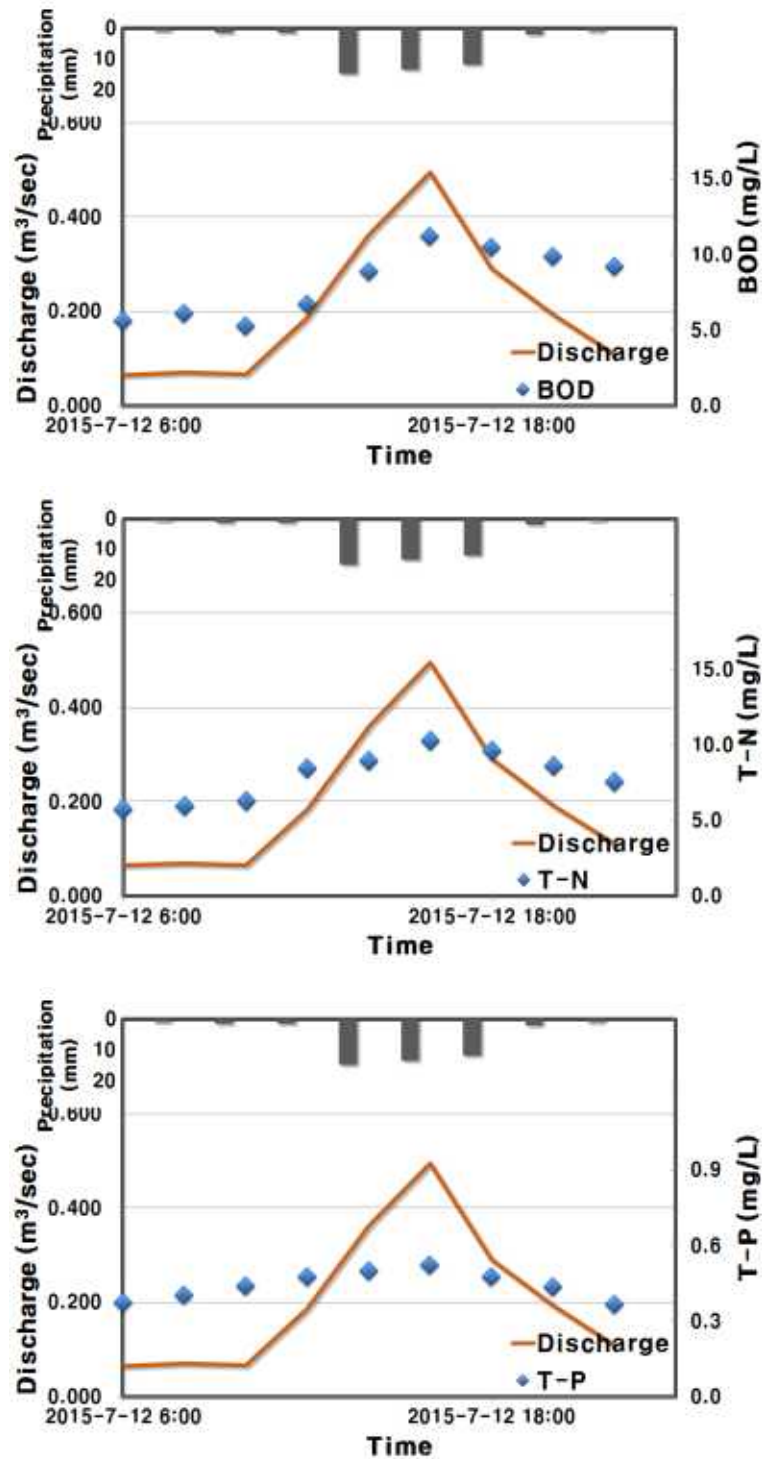 Precipitation
(mm)
0
10
20
0.600
0.400
0.200
0.000
Discharge (m³/sec)
15.0
10.0
5.0
0.0
BOD (mg/L)
Discharge
BOD
2015-7-12 6:00
2015-7-12 18:00
Time
Precipitation
(mm)
0
10
20
0.600
0.400
0.200
0.000
Discharge (m³/sec)
15.0
10.0
5.0
0.0
T-N (mg/L)
Discharge
T-N
2015-7-12 6:00
2015-7-12 18:00
Time
Precipitation
(mm)
0
10
20
0.600
0.400
0.200
0.000
Discharge (m³/sec)
0.9
0.6
0.3
0.0
T-P (mg/L)
Discharge
T-P
2015-7-12 6:00
2015-7-12 18:00
Time